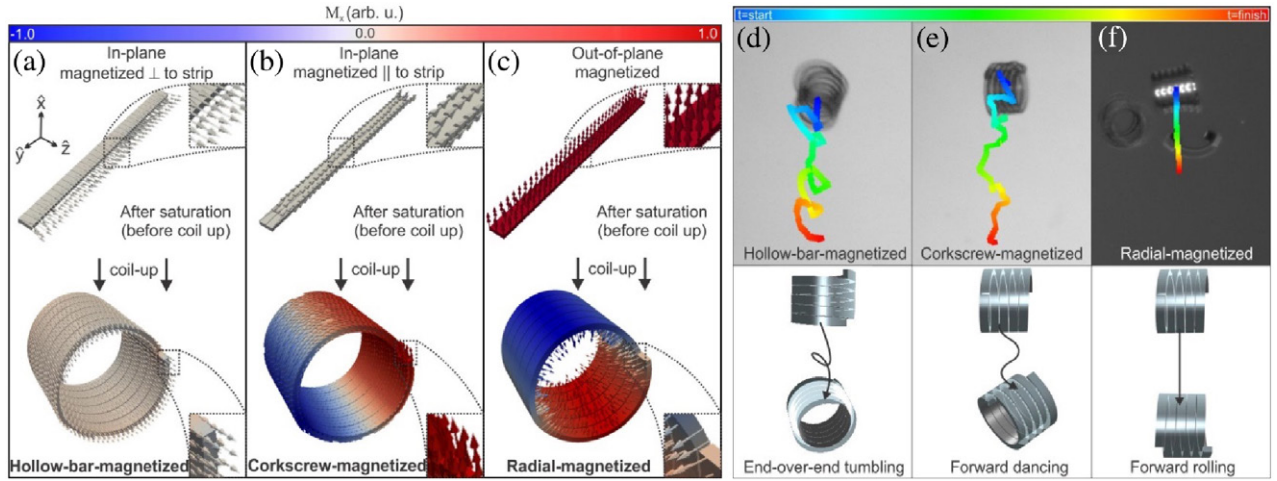 Mₓ (arb. u.)
-1.0 0.0 1.0
(a) In-plane
magnetized ⊥ to strip
x̂
ŷ ẑ
After saturation
(before coil up)
coil-up
Hollow-bar-magnetized
(b) In-plane
magnetized || to strip
After saturation
(before coil up)
coil-up
Corkscrew-magnetized
(c) Out-of-plane
magnetized
After saturation
(before coil up)
coil-up
Radial-magnetized
t=start t=finish
(d)
Hollow-bar-magnetized
End-over-end tumbling
(e)
Corkscrew-magnetized
Forward dancing
(f)
Radial-magnetized
Forward rolling